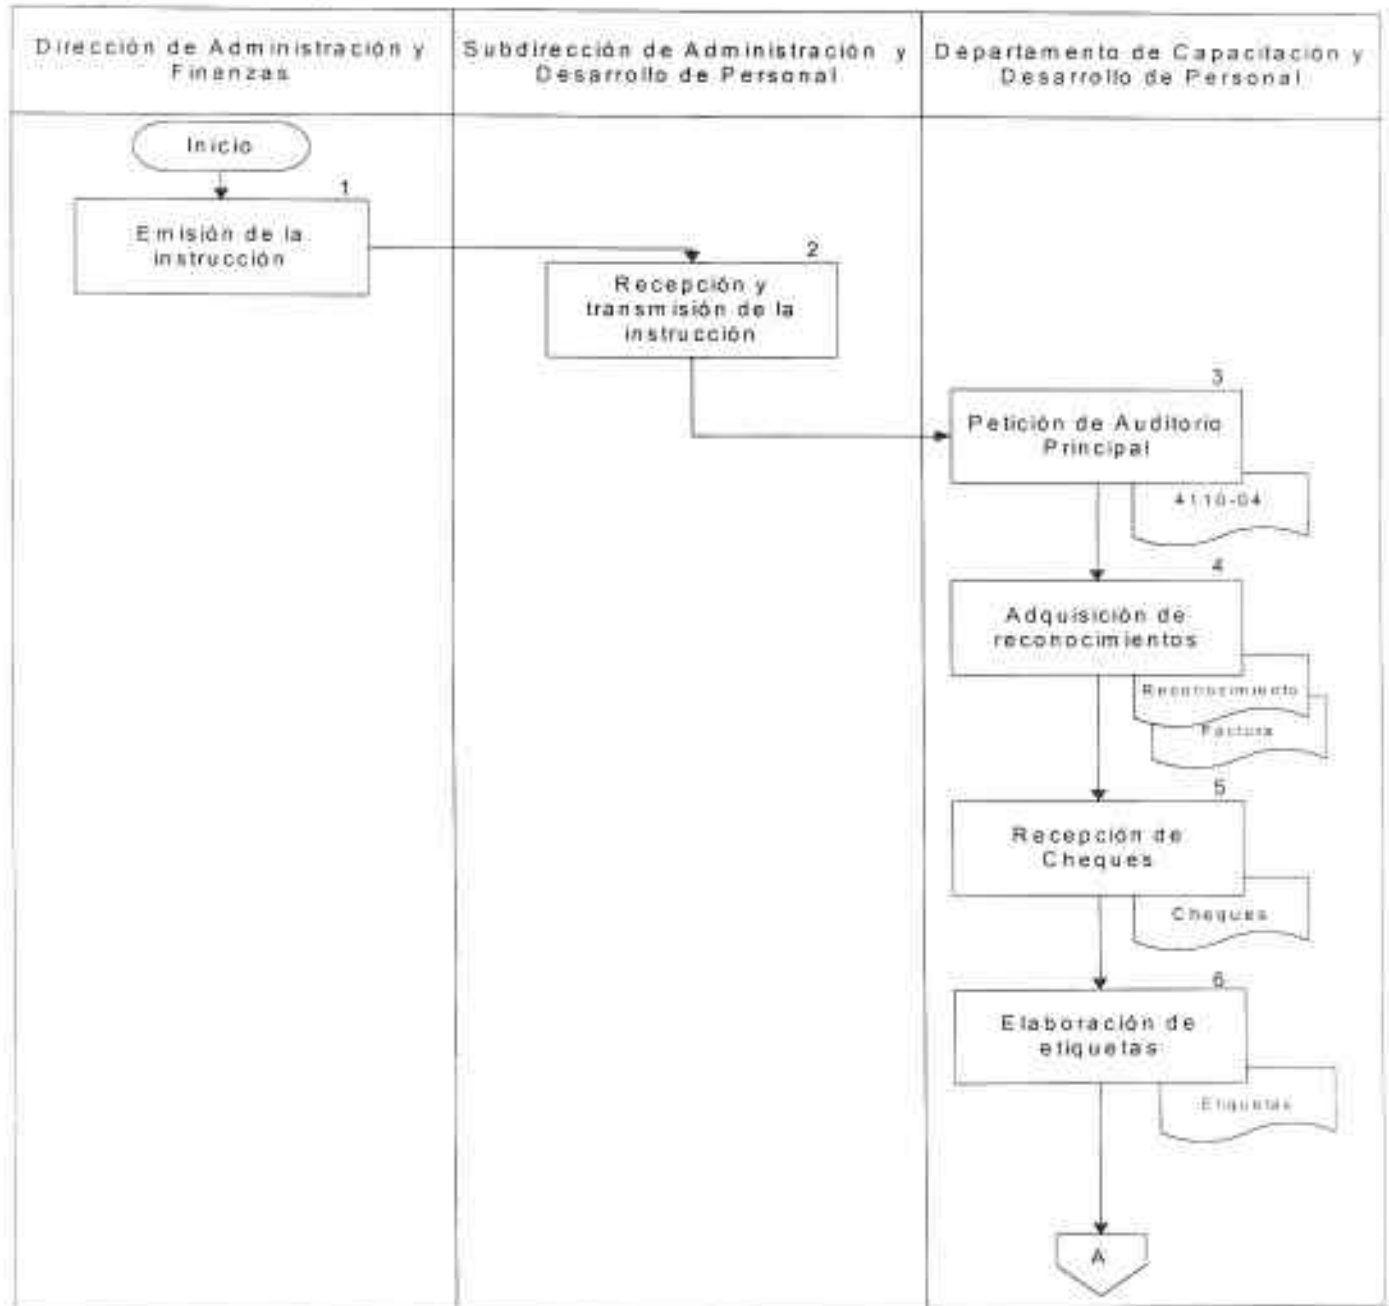 Dirección de Administración y
Finanzas
Subdirección de Administración y
Desarrollo de Personal
Departamento de Capacitación y
Desarrollo de Personal
Inicio
1
Emisión de la
instrucción
2
Recepción y
transmisión de la
instrucción
3
Petición de Auditorio
Principal
4110-04
4
Adquisición de
reconocimientos
Reconocimiento
Factura
5
Recepción de
Cheques
Cheques
6
Elaboración de
etiquetas
Etiquetas
A